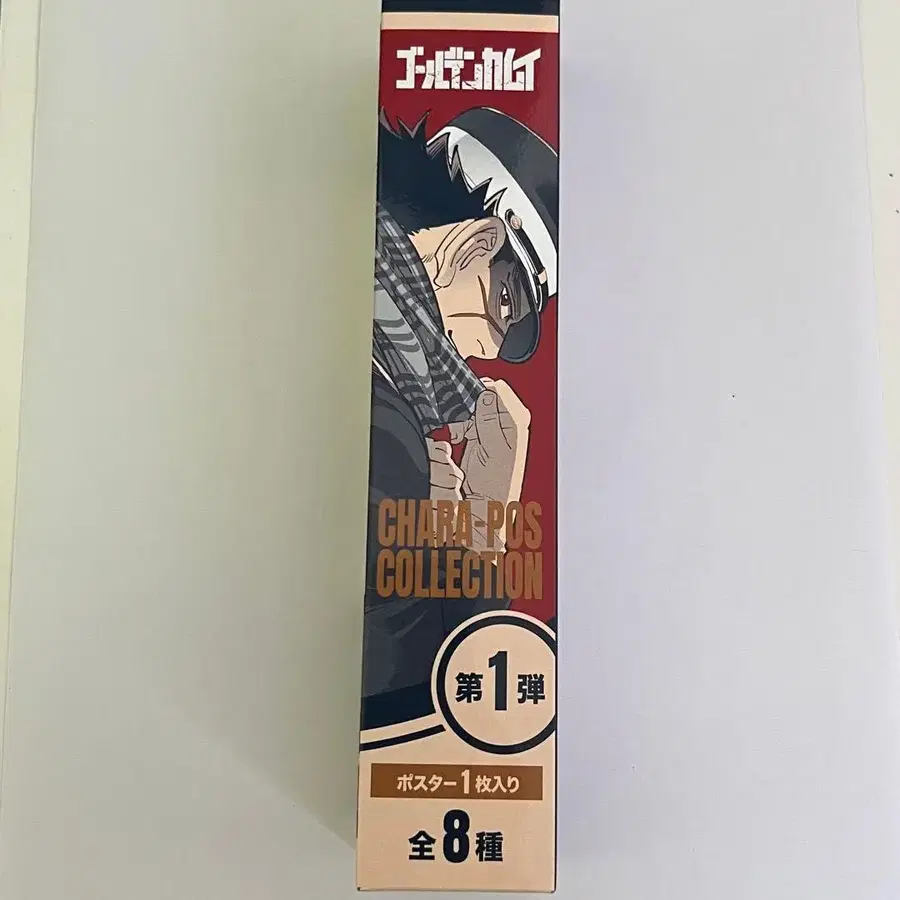 ゴールデンカムイ
CHARA-POS
COLLECTION
第1弾
ポスター1枚入り
全8種